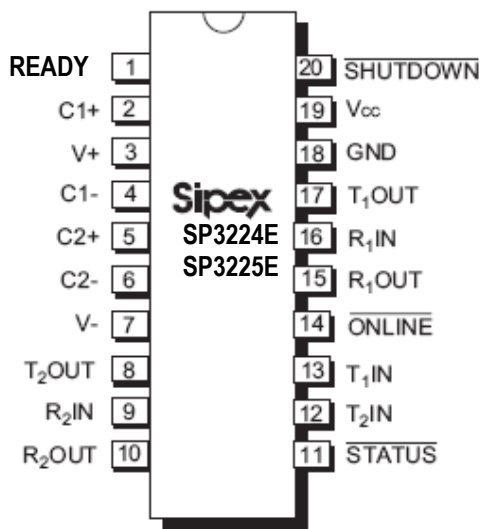 READY 1
C1+ 2
V+ 3
C1- 4
C2+ 5
C2- 6
V- 7
T₂OUT 8
R₂IN 9
R₂OUT 10
Sipex
SP3224E
SP3225E
20 SHUTDOWN
19 Vcc
18 GND
17 T₁OUT
16 R₁IN
15 R₁OUT
14 ONLINE
13 T₁IN
12 T₂IN
11 STATUS